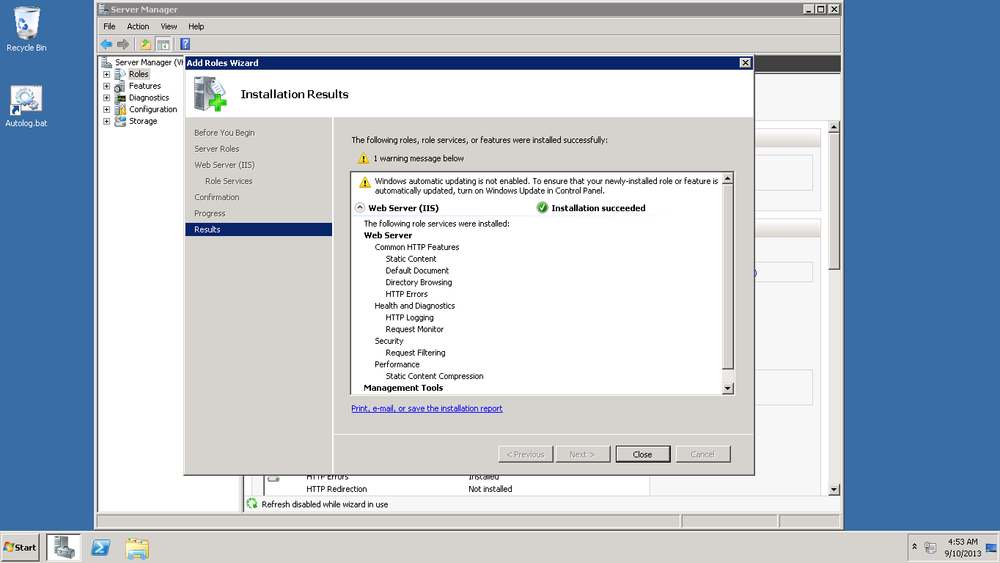 Recycle Bin
Autolog.bat
Server Manager
File Action View Help
Server Manager (V
Roles
Features
Diagnostics
Configuration
Storage
Add Roles Wizard
Installation Results
Before You Begin
Server Roles
Web Server (IIS)
Role Services
Confirmation
Progress
Results
The following roles, role services, or features were installed successfully:
1 warning message below
Windows automatic updating is not enabled. To ensure that your newly-installed role or feature is
automatically updated, turn on Windows Update in Control Panel.
Web Server (IIS) Installation succeeded
The following role services were installed:
Web Server
Common HTTP Features
Static Content
Default Document
Directory Browsing
HTTP Errors
Health and Diagnostics
HTTP Logging
Request Monitor
Security
Request Filtering
Performance
Static Content Compression
Management Tools
Print, e-mail, or save the installation report
< Previous Next > Close Cancel
HTTP Errors Installed
HTTP Redirection Not installed
Refresh disabled while wizard in use
Start
4:53 AM
9/10/2013